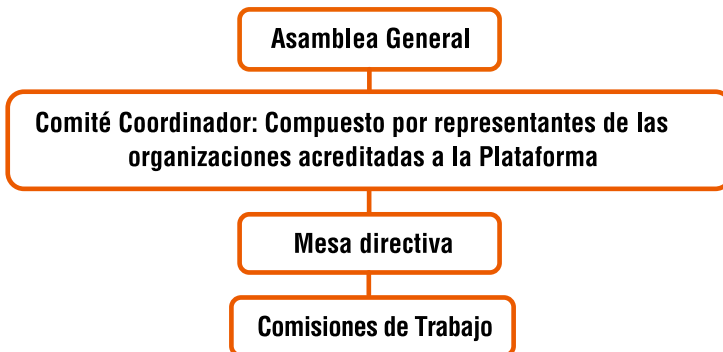 Asamblea General
Comité Coordinador: Compuesto por representantes de las
organizaciones acreditadas a la Plataforma
Mesa directiva
Comisiones de Trabajo